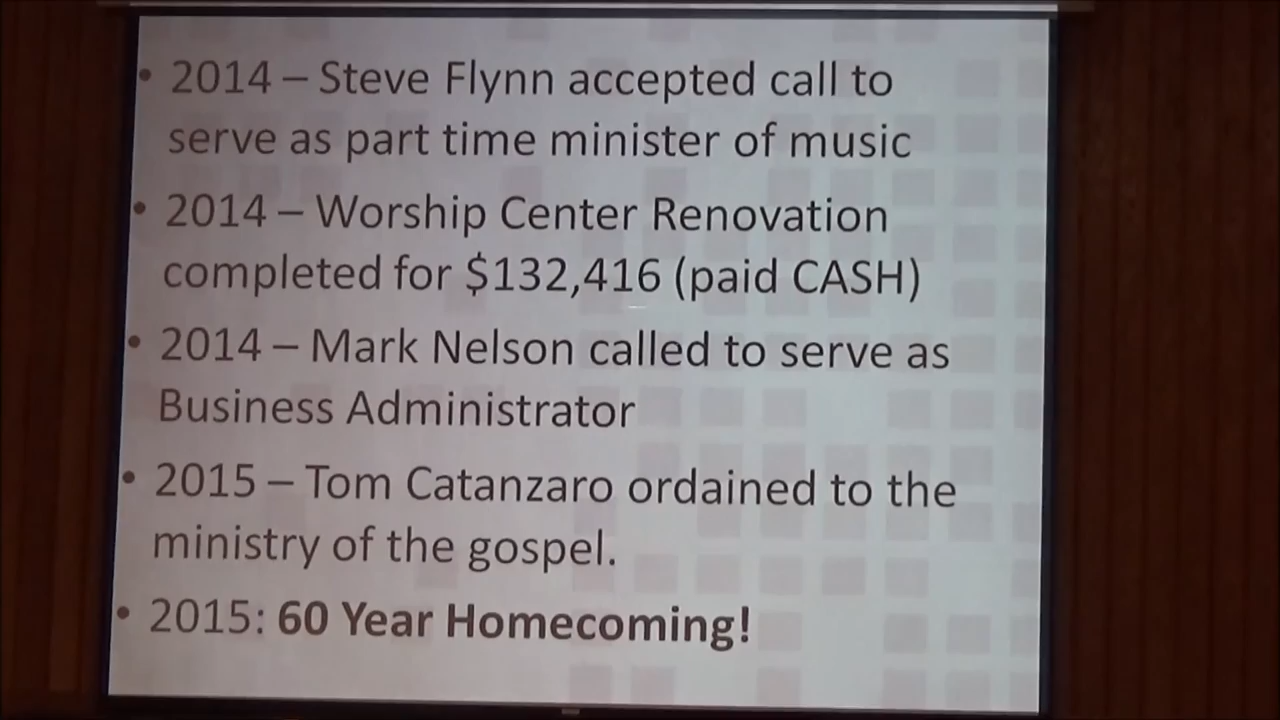 • 2014 – Steve Flynn accepted call to
serve as part time minister of music
• 2014 – Worship Center Renovation
completed for $132,416 (paid CASH)
• 2014 – Mark Nelson called to serve as
Business Administrator
• 2015 – Tom Catanzaro ordained to the
ministry of the gospel.
• 2015: 60 Year Homecoming!